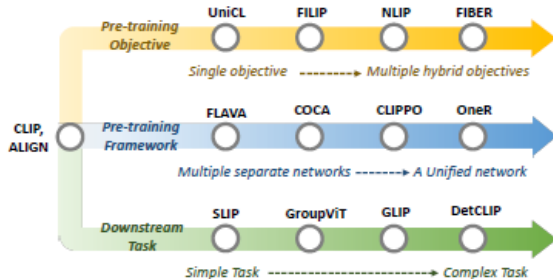 UniCL FILIP NLIP FIBER
Pre-training
Objective
Single objective Multiple hybrid objectives
FLAVA COCA CLIPPO OneR
CLIP,
ALIGN
Pre-training
Framework
Multiple separate networks A Unified network
SLIP GroupViT GLIP DetCLIP
Downstream
Task
Simple Task Complex Task